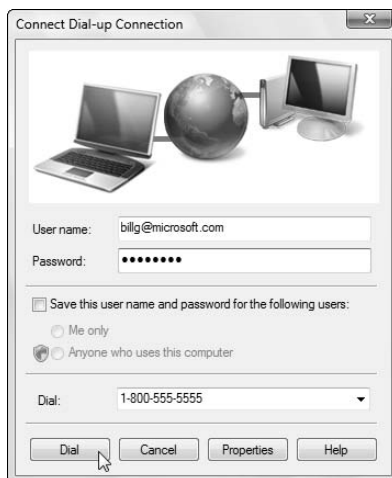 Connect Dial-up Connection
User name: billg@microsoft.com
Password: ••••••••
Save this user name and password for the following users:
Me only
Anyone who uses this computer
Dial: 1-800-555-5555
Dial Cancel Properties Help